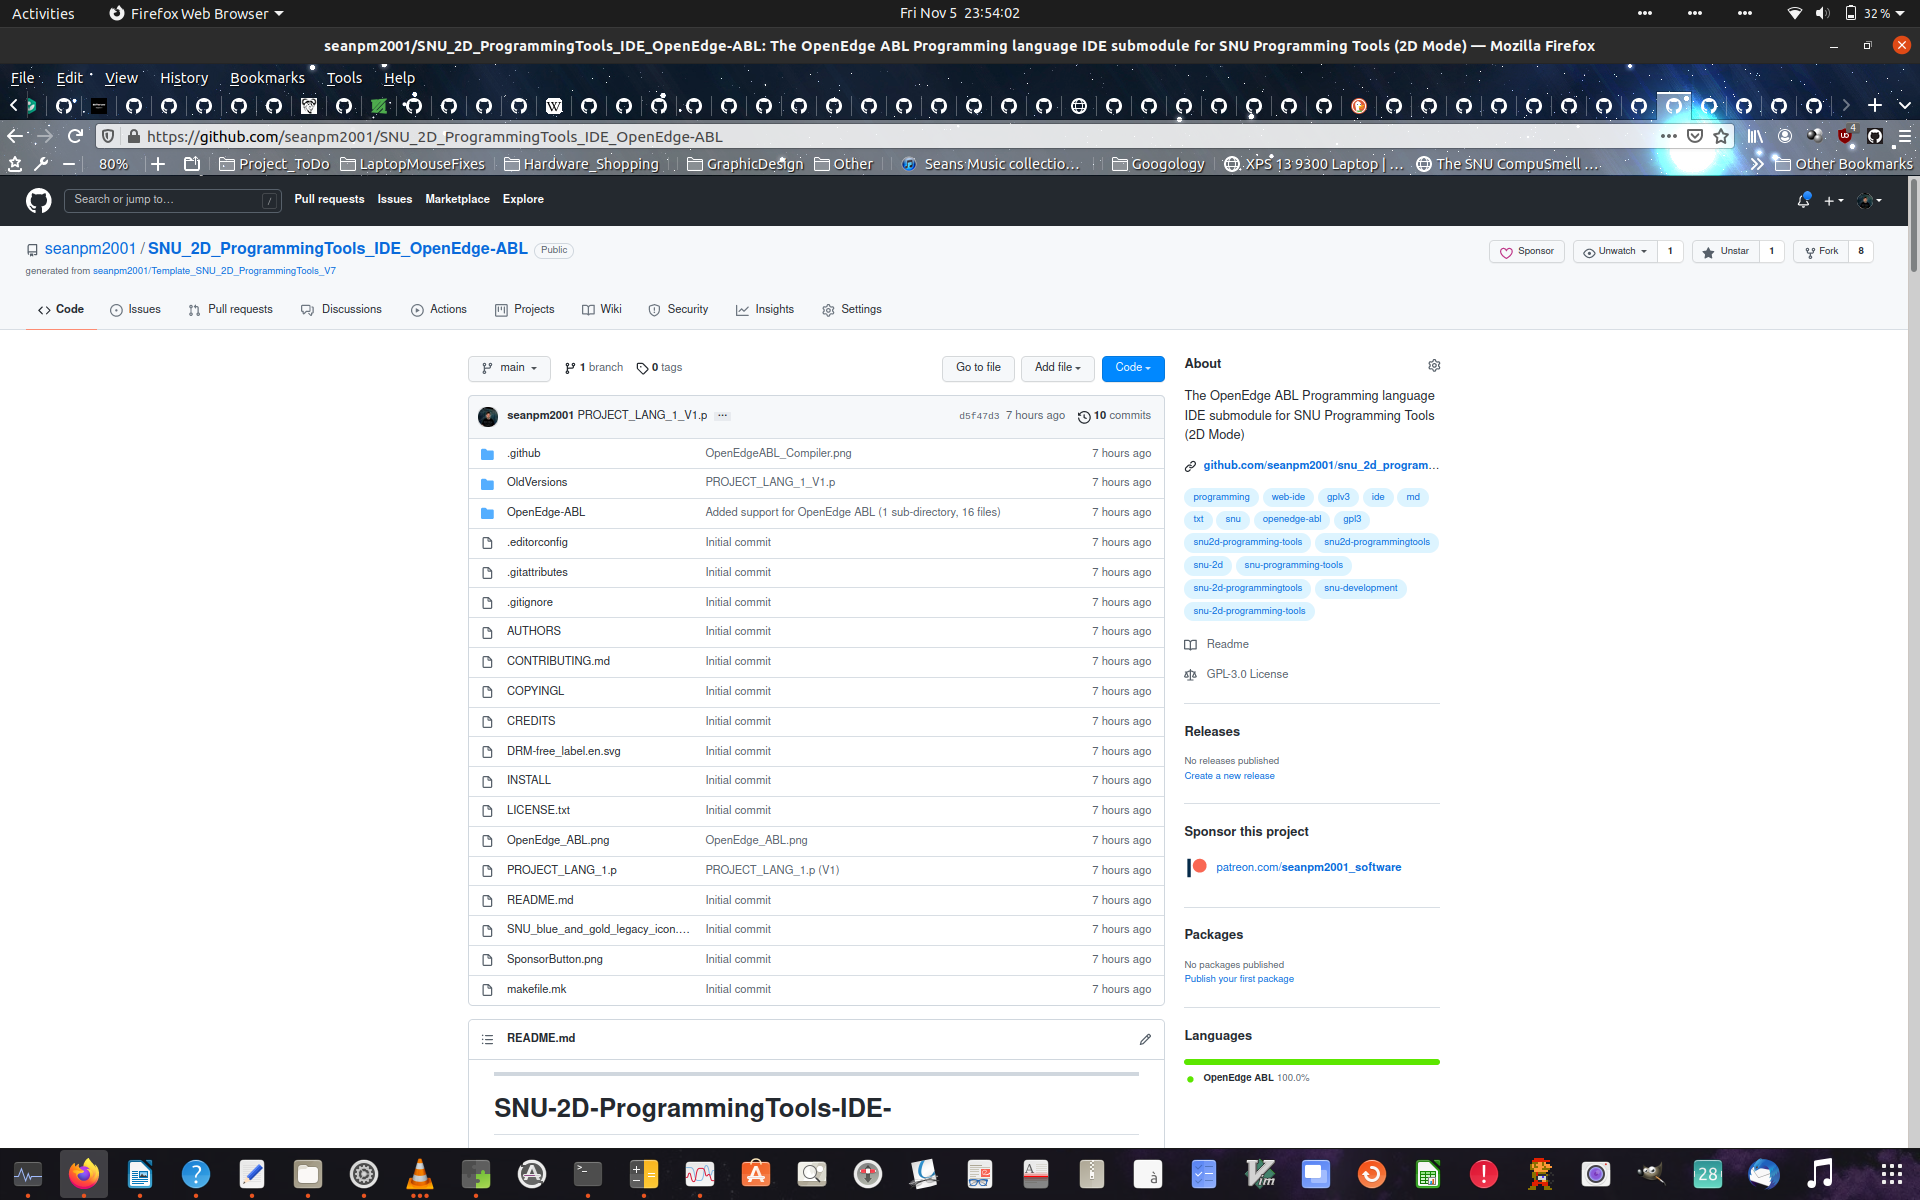 Activities Firefox Web Browser Fri Nov 5 23:54:02 32 %
seanpm2001/SNU_2D_ProgrammingTools_IDE_OpenEdge-ABL: The OpenEdge ABL Programming language IDE submodule for SNU Programming Tools (2D Mode) — Mozilla Firefox
File Edit View History Bookmarks Tools Help
https://github.com/seanpm2001/SNU_2D_ProgrammingTools_IDE_OpenEdge-ABL
80% Project_ToDo LaptopMouseFixes Hardware_Shopping GraphicDesign Other Seans Music collectio… Googology XPS 13 9300 Laptop | … The SNU CompuSmell … Other Bookmarks
Search or jump to… / Pull requests Issues Marketplace Explore
seanpm2001 / SNU_2D_ProgrammingTools_IDE_OpenEdge-ABL Public
Sponsor Unwatch 1 Unstar 1 Fork 8
generated from seanpm2001/Template_SNU_2D_ProgrammingTools_V7
Code Issues Pull requests Discussions Actions Projects Wiki Security Insights Settings
main 1 branch 0 tags Go to file Add file Code
seanpm2001 PROJECT_LANG_1_V1.p … d5f47d3 7 hours ago 10 commits
.github OpenEdgeABL_Compiler.png 7 hours ago
OldVersions PROJECT_LANG_1_V1.p 7 hours ago
OpenEdge-ABL Added support for OpenEdge ABL (1 sub-directory, 16 files) 7 hours ago
.editorconfig Initial commit 7 hours ago
.gitattributes Initial commit 7 hours ago
.gitignore Initial commit 7 hours ago
AUTHORS Initial commit 7 hours ago
CONTRIBUTING.md Initial commit 7 hours ago
COPYINGL Initial commit 7 hours ago
CREDITS Initial commit 7 hours ago
DRM-free_label.en.svg Initial commit 7 hours ago
INSTALL Initial commit 7 hours ago
LICENSE.txt Initial commit 7 hours ago
OpenEdge_ABL.png OpenEdge_ABL.png 7 hours ago
PROJECT_LANG_1.p PROJECT_LANG_1.p (V1) 7 hours ago
README.md Initial commit 7 hours ago
SNU_blue_and_gold_legacy_icon.… Initial commit 7 hours ago
SponsorButton.png Initial commit 7 hours ago
makefile.mk Initial commit 7 hours ago
README.md
SNU-2D-ProgrammingTools-IDE-
About
The OpenEdge ABL Programming language
IDE submodule for SNU Programming Tools
(2D Mode)
github.com/seanpm2001/snu_2d_program…
programming web-ide gplv3 ide md
txt snu openedge-abl gpl3
snu2d-programming-tools snu2d-programmingtools
snu-2d snu-programming-tools
snu-2d-programmingtools snu-development
snu-2d-programming-tools
Readme
GPL-3.0 License
Releases
No releases published
Create a new release
Sponsor this project
patreon.com/seanpm2001_software
Packages
No packages published
Publish your first package
Languages
OpenEdge ABL 100.0%
28